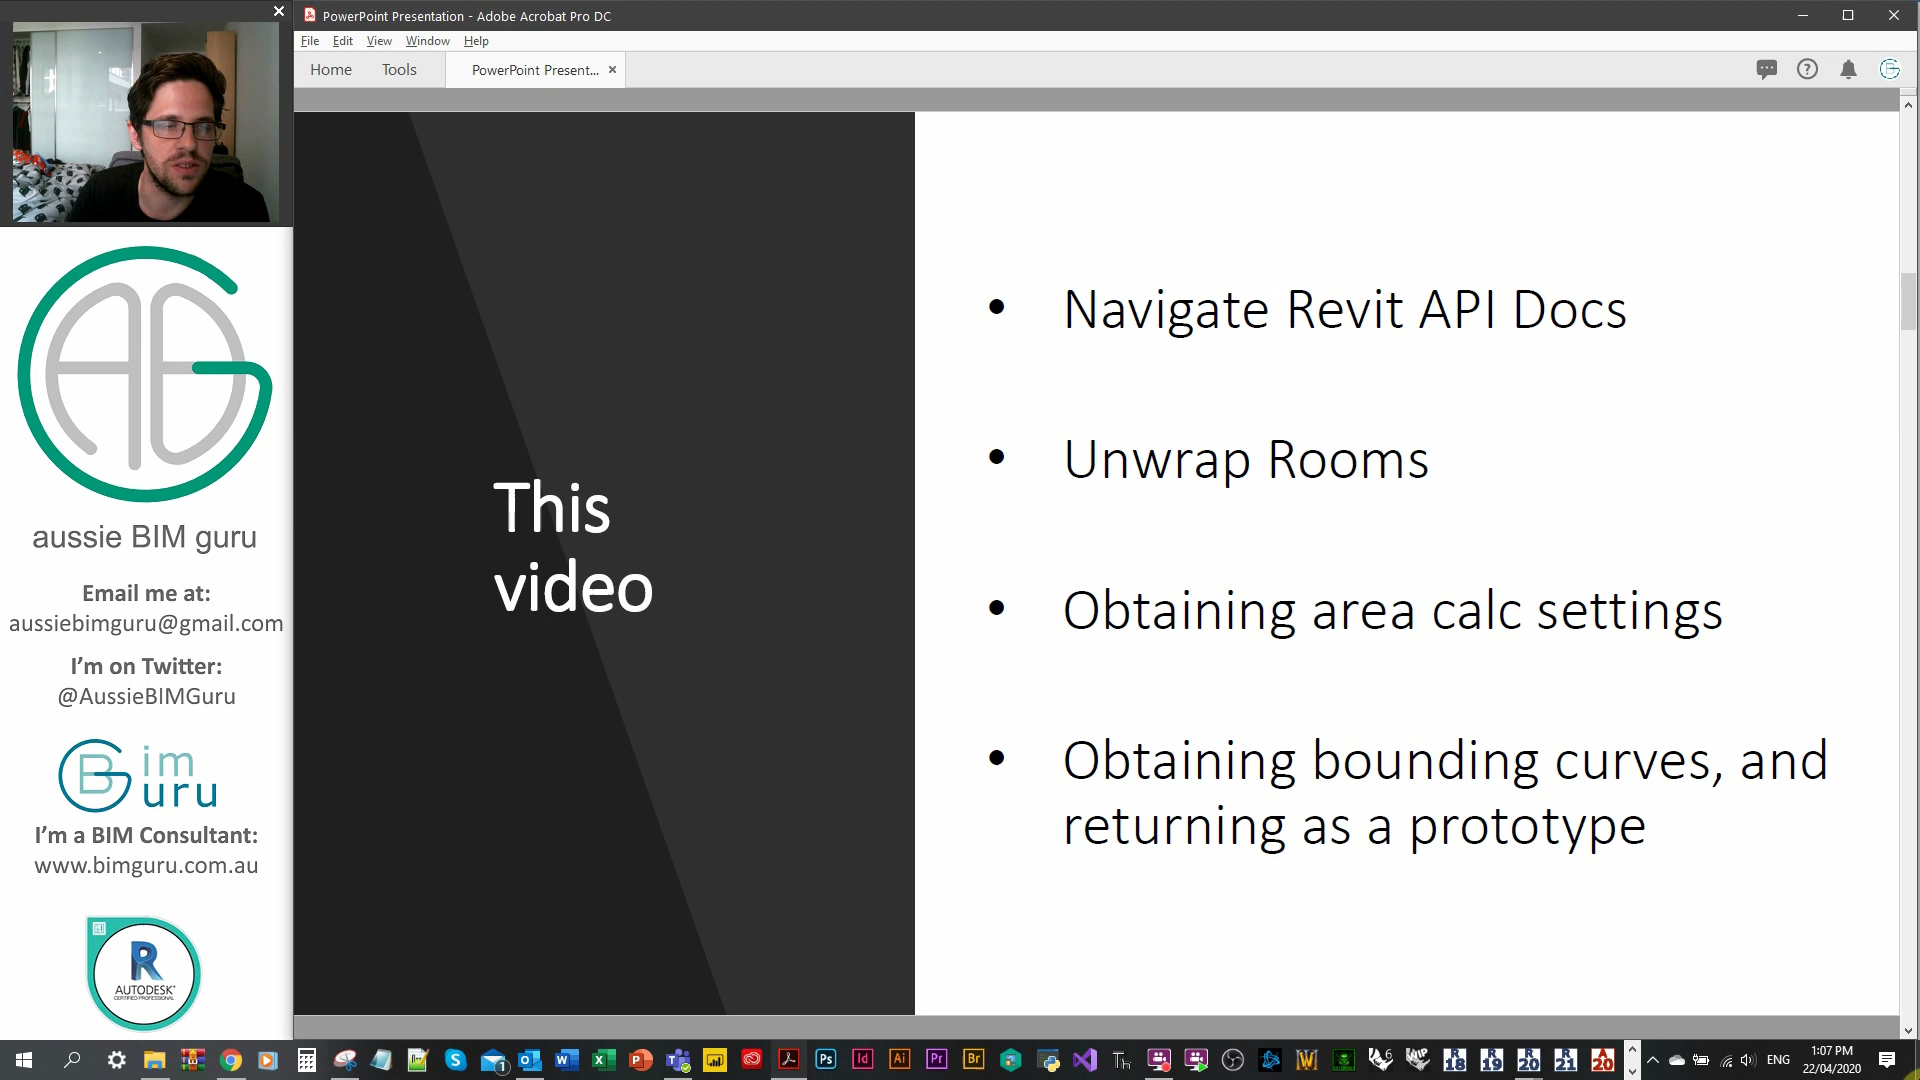 PowerPoint Presentation - Adobe Acrobat Pro DC
File Edit View Window Help
Home Tools PowerPoint Present...
This
video
• Navigate Revit API Docs
• Unwrap Rooms
• Obtaining area calc settings
• Obtaining bounding curves, and
returning as a prototype
aussie BIM guru
Email me at:
aussiebimguru@gmail.com
I'm on Twitter:
@AussieBIMGuru
B im
G uru
I'm a BIM Consultant:
www.bimguru.com.au
R
AUTODESK
CERTIFIED PROFESSIONAL
ENG
1:07 PM
22/04/2020